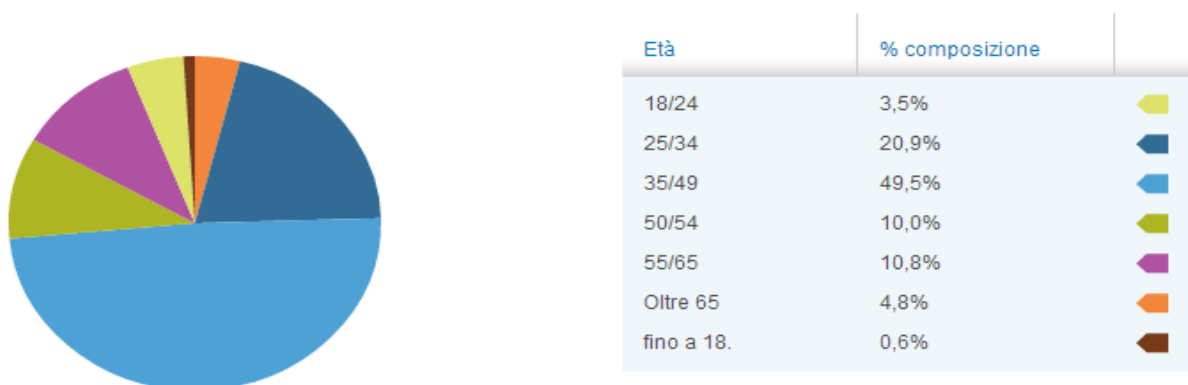 Età % composizione
18/24 3,5%
25/34 20,9%
35/49 49,5%
50/54 10,0%
55/65 10,8%
Oltre 65 4,8%
fino a 18. 0,6%